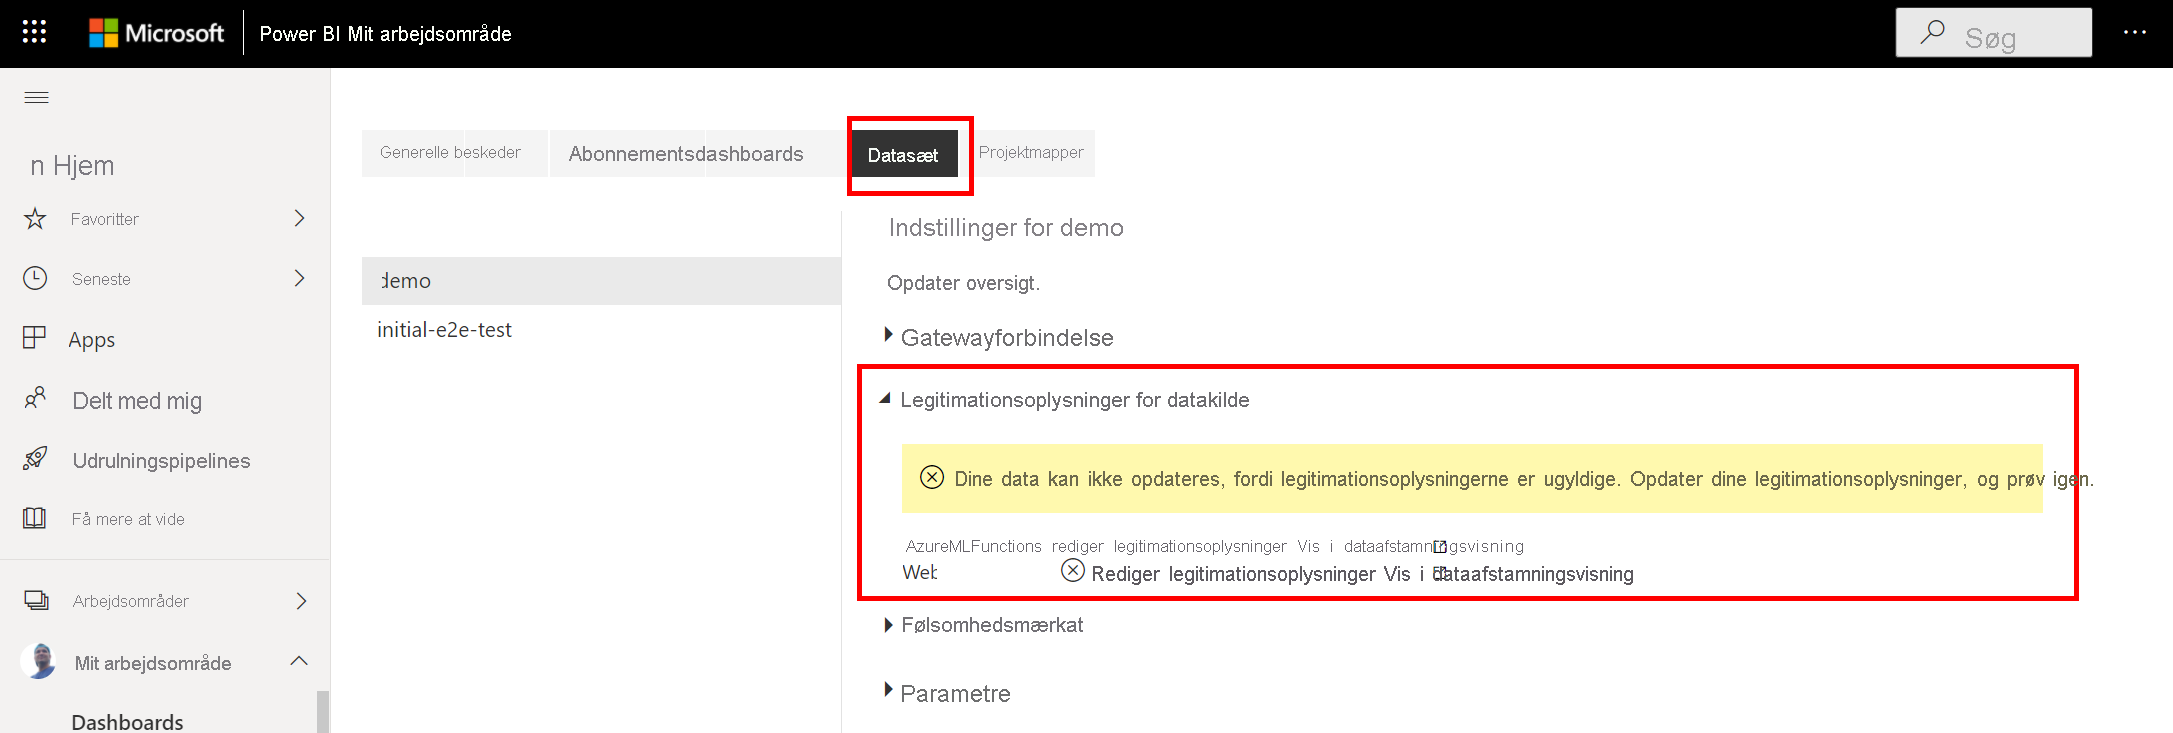 Microsoft Power BI Mit arbejdsområde Søg
Generelle beskeder Abonnementsdashboards Datasæt Projektmapper
n Hjem
Favoritter
Seneste
Apps
Delt med mig
Udrulningspipelines
Få mere at vide
Arbejdsområder
Mit arbejdsområde
Dashboards
demo
initial-e2e-test
Indstillinger for demo
Opdater oversigt.
Gatewayforbindelse
Legitimationsoplysninger for datakilde
Dine data kan ikke opdateres, fordi legitimationsoplysningerne er ugyldige. Opdater dine legitimationsoplysninger, og prøv igen.
AzureMLFunctions rediger legitimationsoplysninger Vis i dataafstamningsvisning
Web Rediger legitimationsoplysninger Vis i dataafstamningsvisning
Følsomhedsmærkat
Parametre